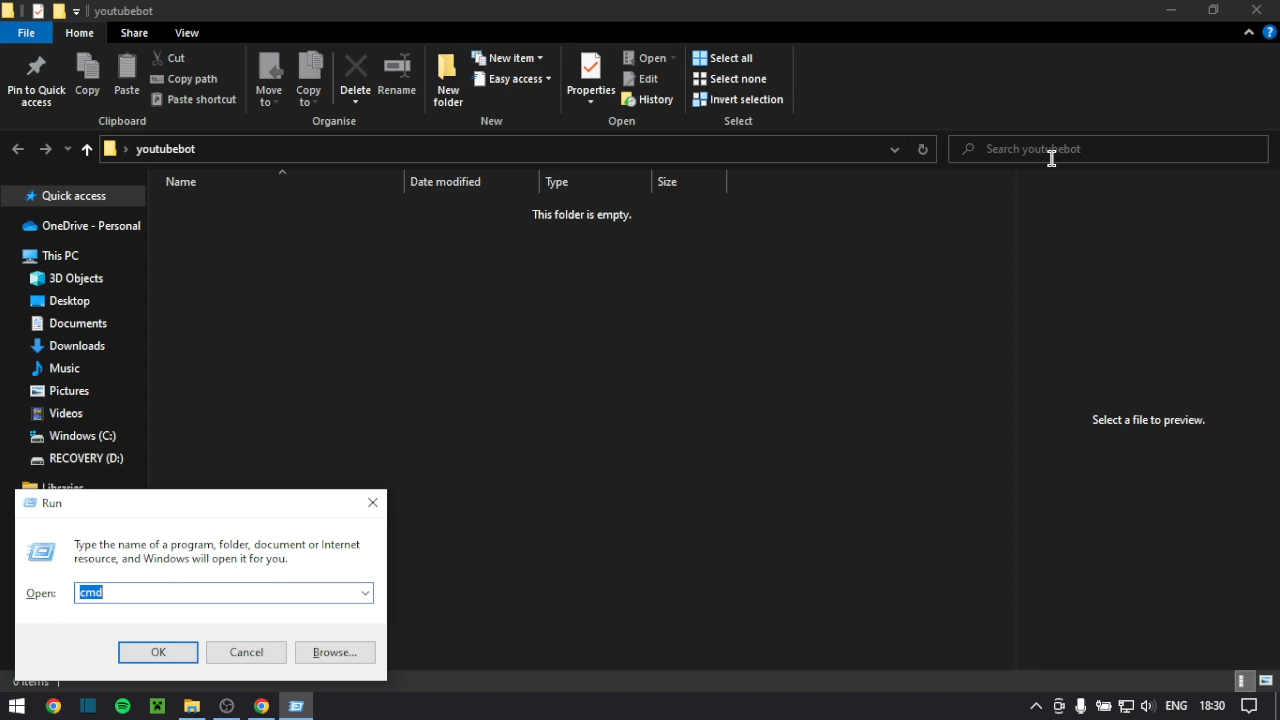 youtubebot
File Home Share View
Pin to Quick access
Copy
Paste
Cut
Copy path
Paste shortcut
Clipboard
Move to
Copy to
Delete
Rename
Organise
New folder
New item
Easy access
New
Properties
Open
Edit
History
Open
Select all
Select none
Invert selection
Select
youtubebot
Search youtubebot
Name Date modified Type Size
This folder is empty.
Quick access
OneDrive - Personal
This PC
3D Objects
Desktop
Documents
Downloads
Music
Pictures
Videos
Windows (C:)
RECOVERY (D:)
Libraries
Select a file to preview.
Run
Type the name of a program, folder, document or Internet
resource, and Windows will open it for you.
Open: cmd
OK Cancel Browse...
0 items
ENG 18:30